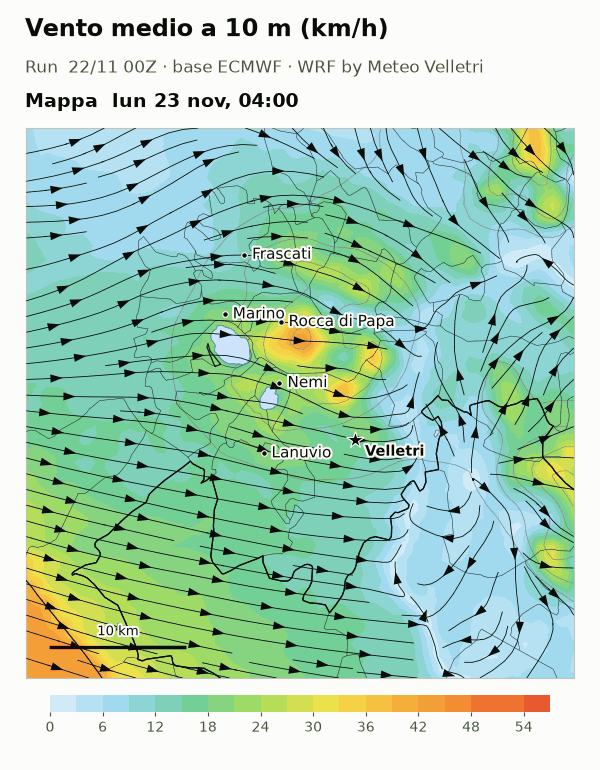 Vento medio a 10 m (km/h)
Run  22/11 00Z · base ECMWF · WRF by Meteo Velletri
Mappa  lun 23 nov, 04:00
Frascati
Marino
Rocca di Papa
Nemi
Velletri
Lanuvio
10 km
0 6 12 18 24 30 36 42 48 54